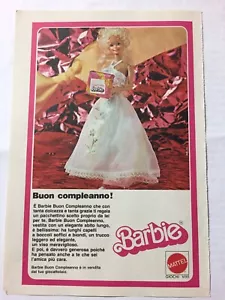 Buon compleanno!
È Barbie Buon Compleanno che con
tanta dolcezza e tanta grazia ti regala
un pacchettino scelto proprio da lei
per te. Barbie Buon Compleanno,
vestita con un elegante abito lungo,
è bellissima: ha lunghi capelli
a boccoli soffici e biondi, un trucco
leggero ed elegante,
un viso meraviglioso.
E poi, è davvero generosa poiché
ha pensato anche a te che sei
l'amica più cara.
Barbie Buon Compleanno è in vendita
dal tuo giocattolaio.
Barbie
MATTEL